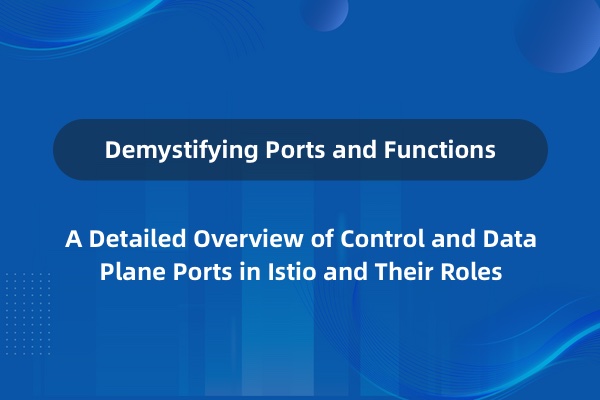 Demystifying Ports and Functions
A Detailed Overview of Control and Data
Plane Ports in Istio and Their Roles